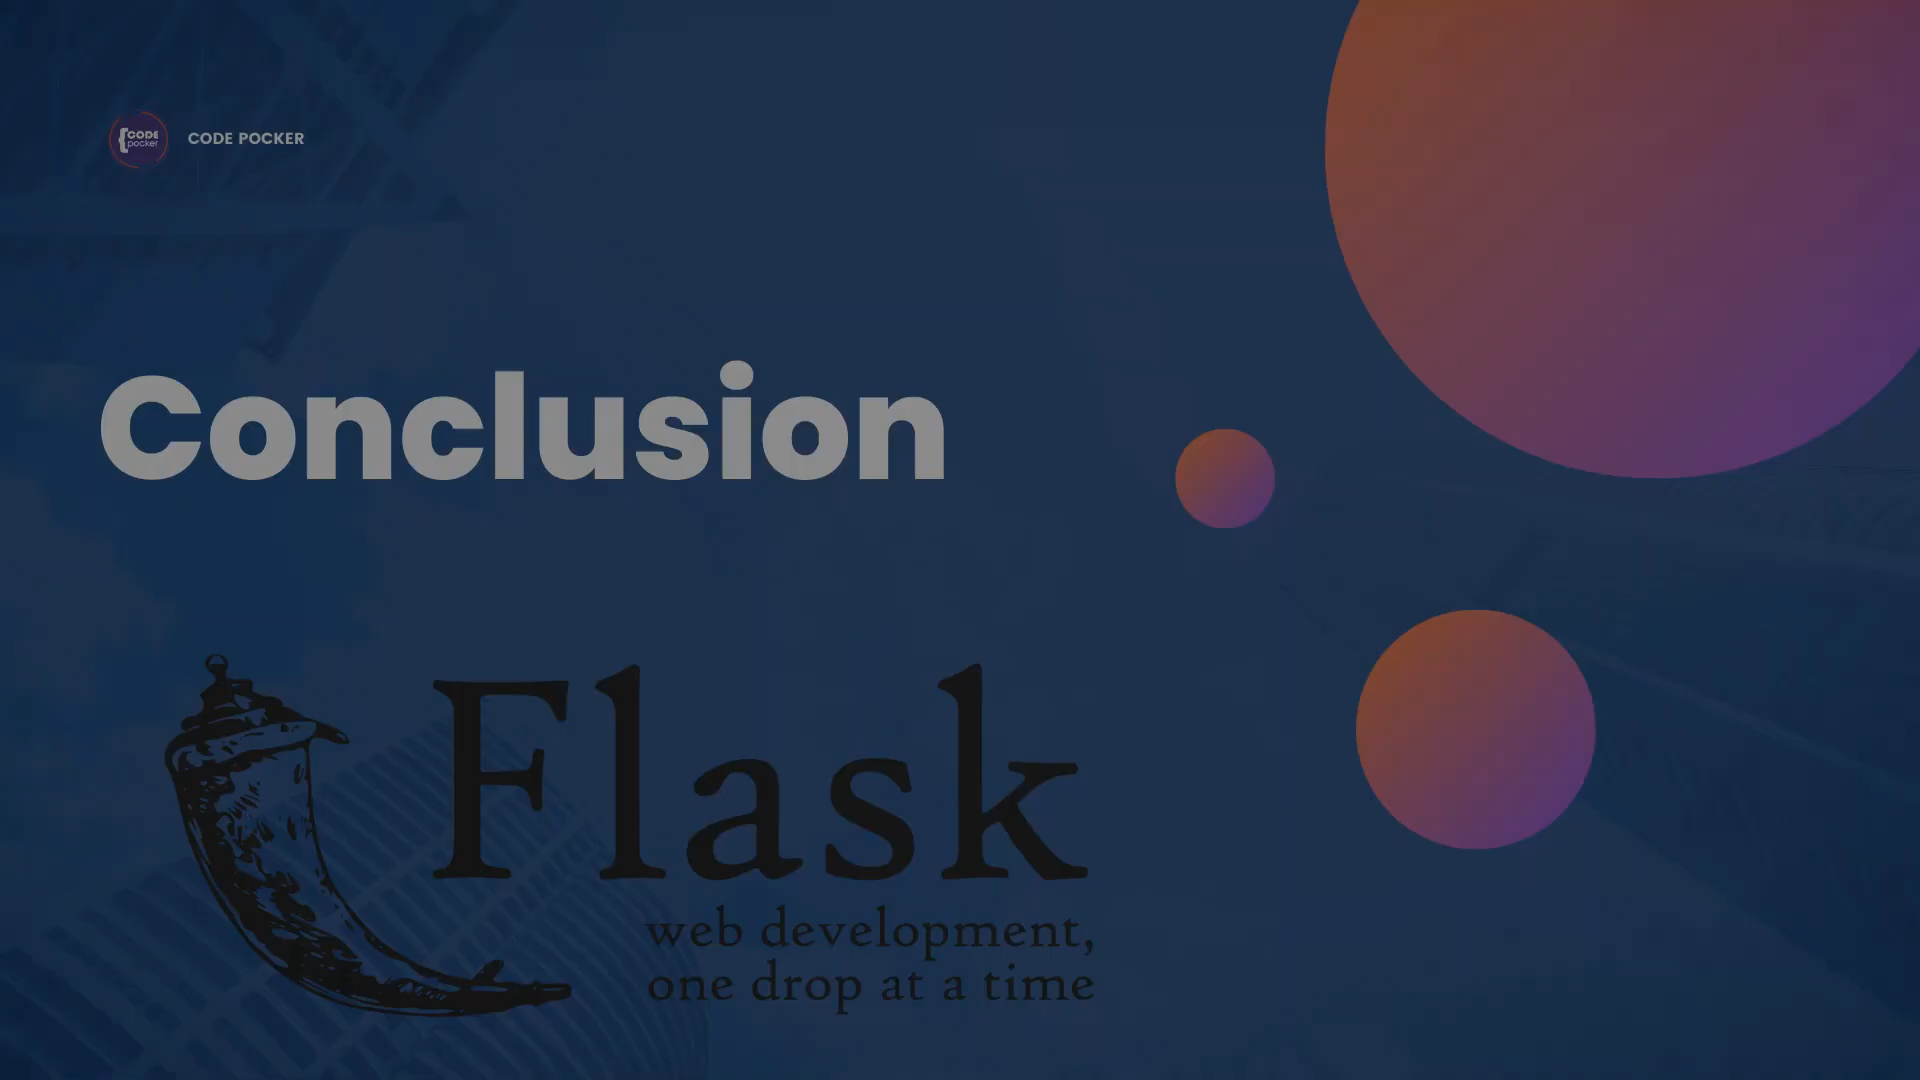 {CODE
pocker
CODE POCKER
Conclusion
Flask
web development,
one drop at a time